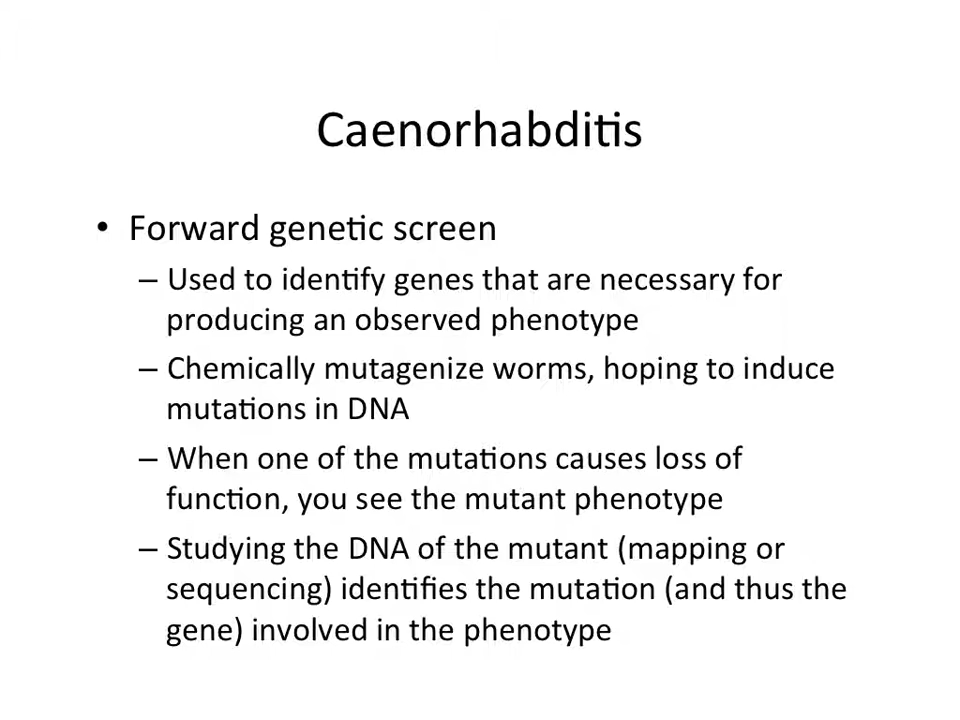 Caenorhabditis
• Forward genetic screen
– Used to identify genes that are necessary for
producing an observed phenotype
– Chemically mutagenize worms, hoping to induce
mutations in DNA
– When one of the mutations causes loss of
function, you see the mutant phenotype
– Studying the DNA of the mutant (mapping or
sequencing) identifies the mutation (and thus the
gene) involved in the phenotype